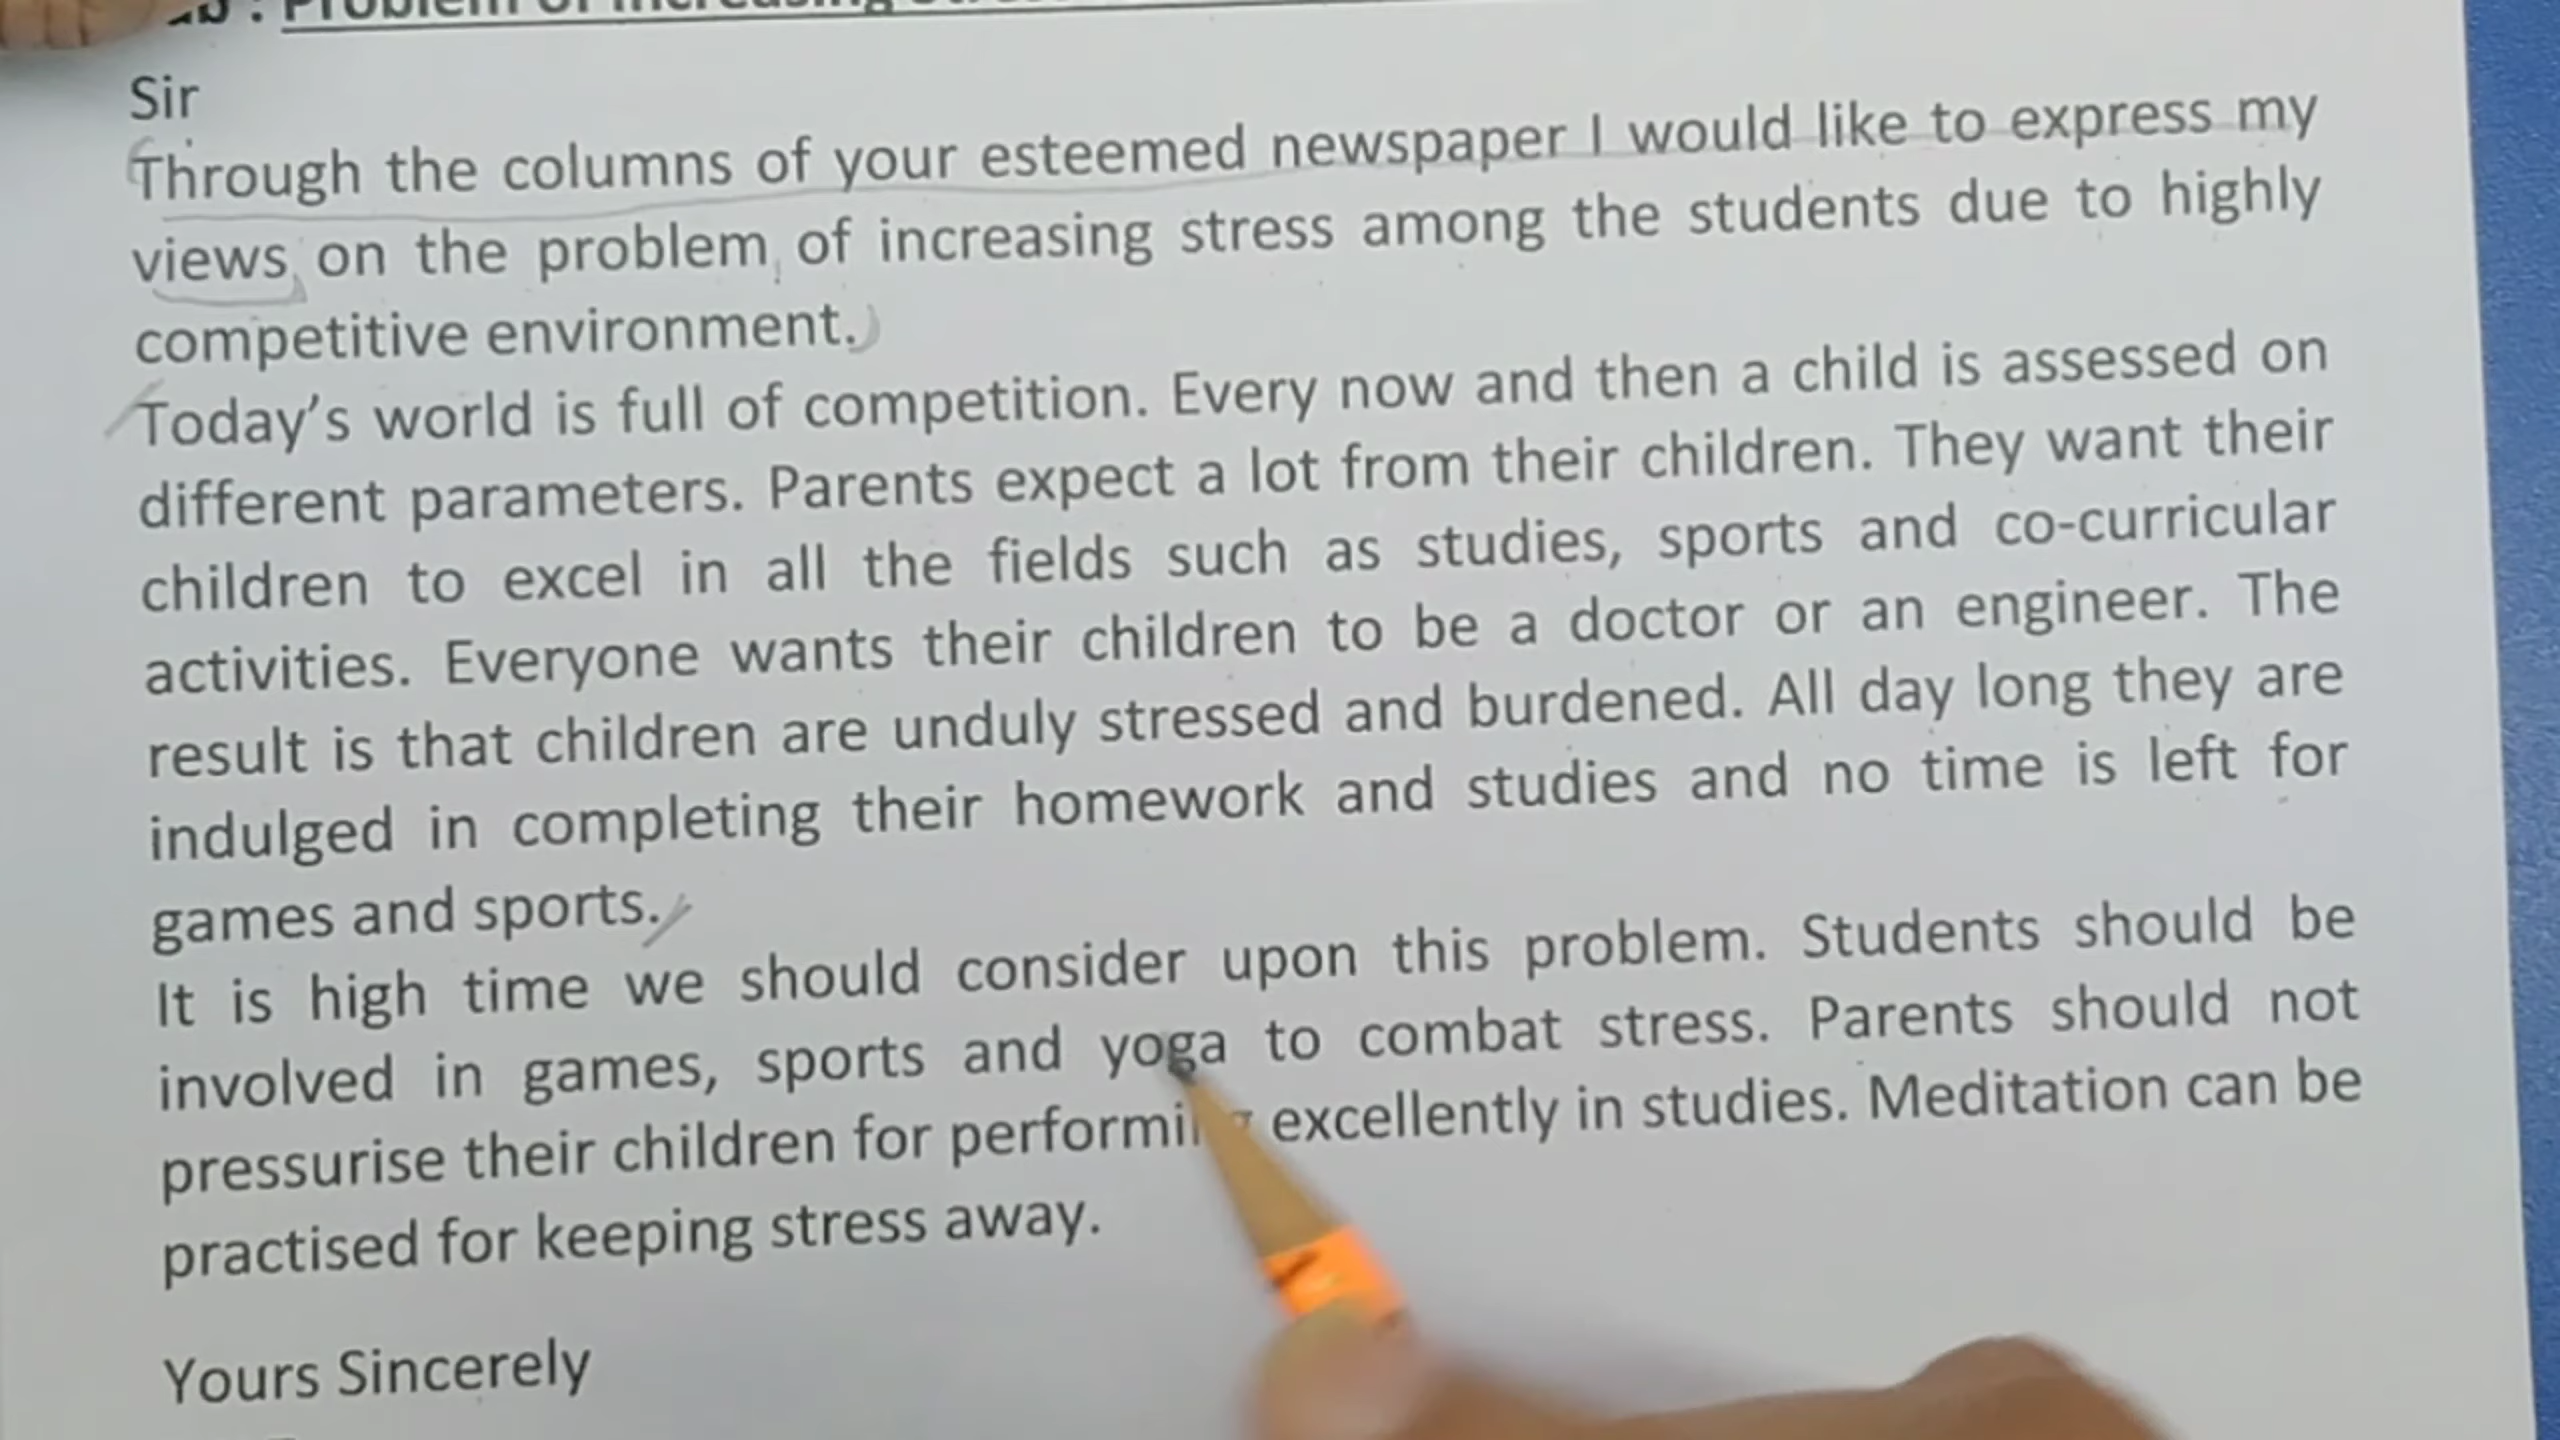 : Problem of Increasing
Sir
Through the columns of your esteemed newspaper I would like to express my
views on the problem of increasing stress among the students due to highly
competitive environment.
Today's world is full of competition. Every now and then a child is assessed on
different parameters. Parents expect a lot from their children. They want their
children to excel in all the fields such as studies, sports and co-curricular
activities. Everyone wants their children to be a doctor or an engineer. The
result is that children are unduly stressed and burdened. All day long they are
indulged in completing their homework and studies and no time is left for
games and sports.
It is high time we should consider upon this problem. Students should be
involved in games, sports and yoga to combat stress. Parents should not
pressurise their children for performing excellently in studies. Meditation can be
practised for keeping stress away.
Yours Sincerely